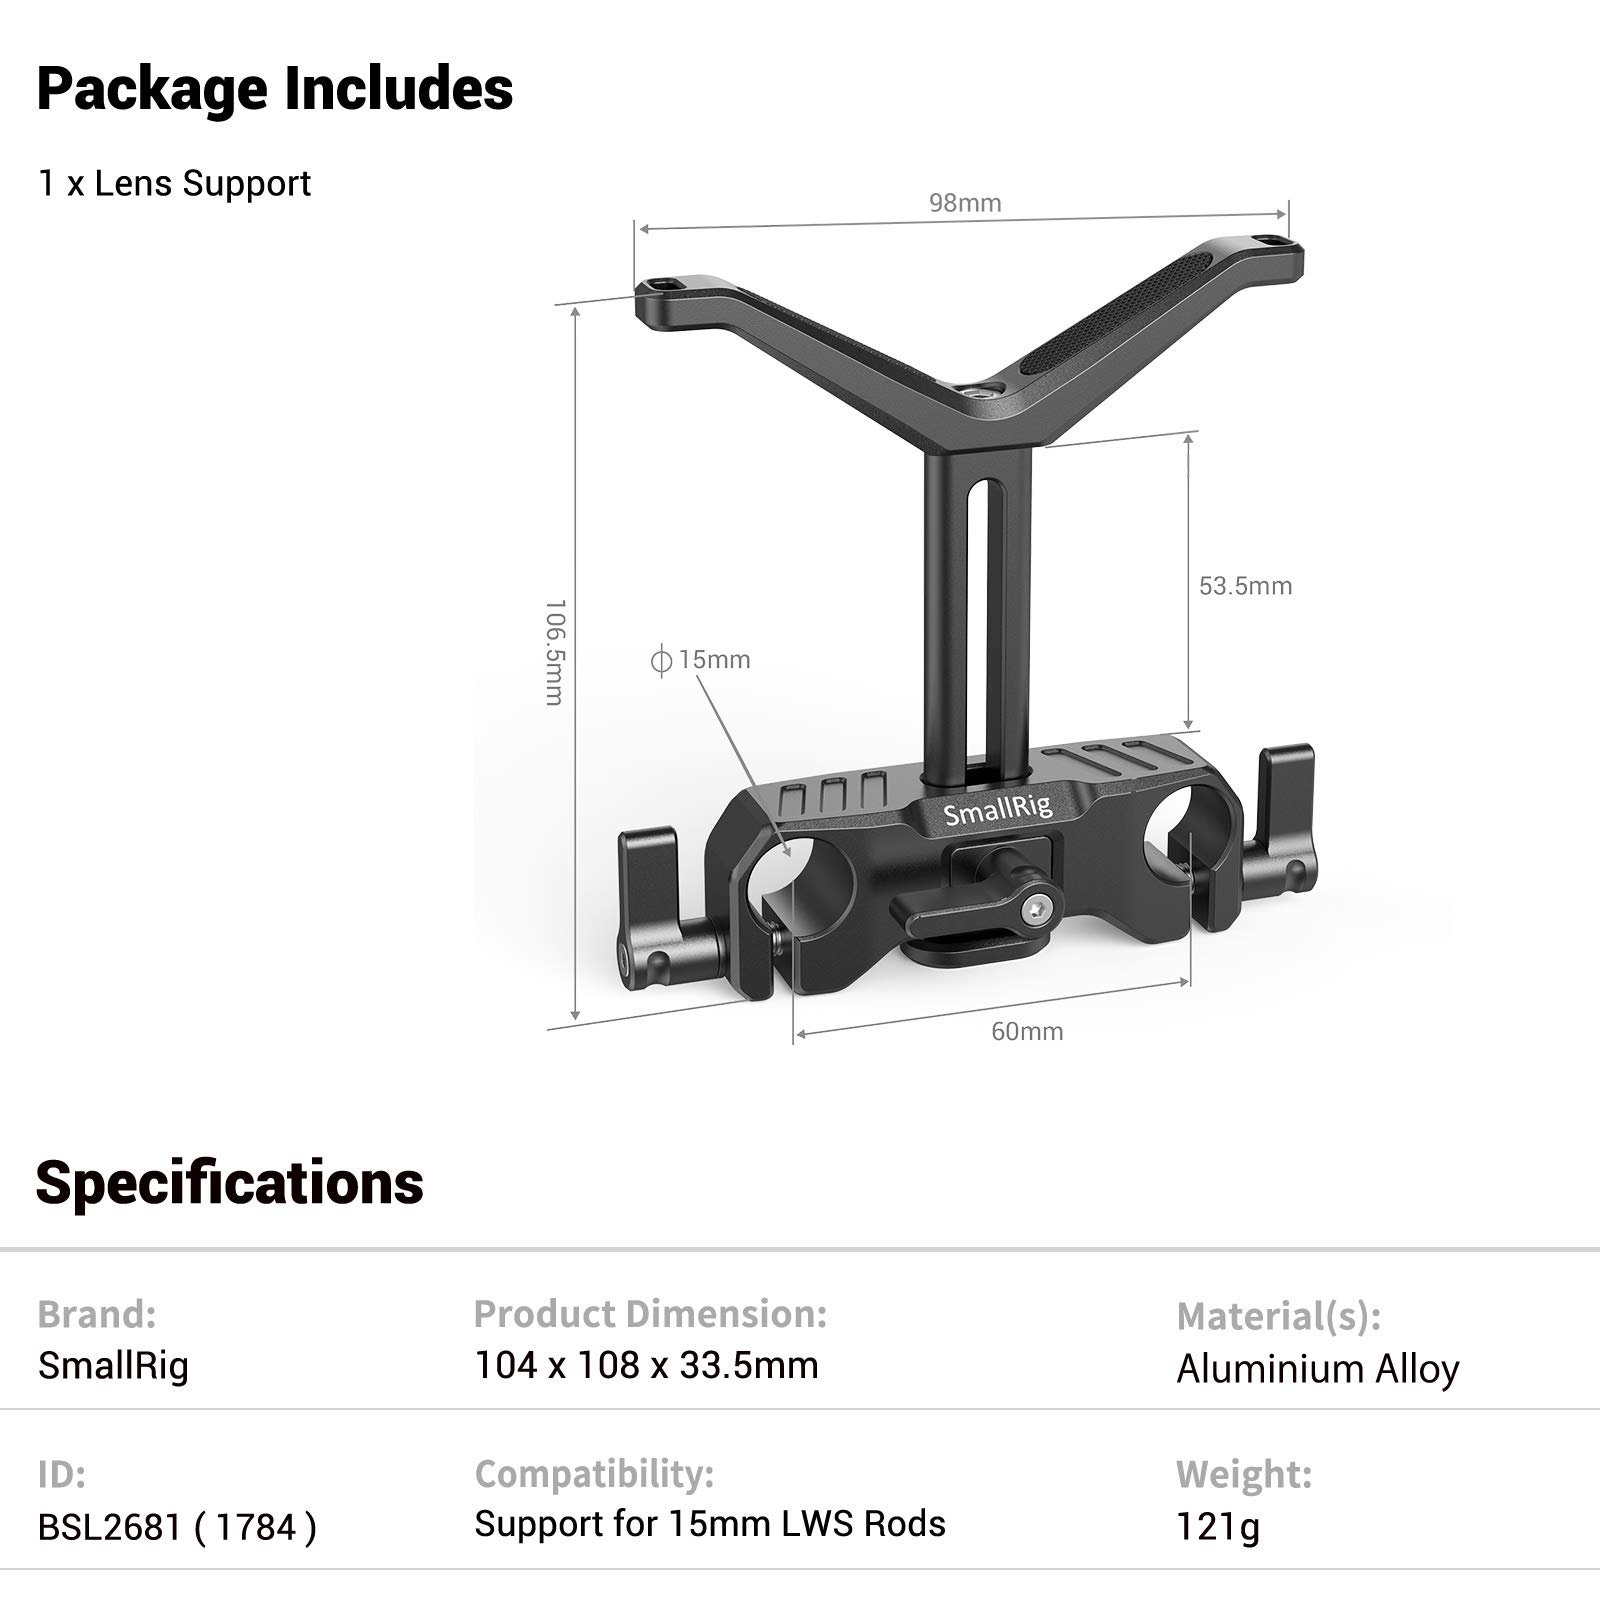 Package Includes
1 x Lens Support
98mm
106.5mm
53.5mm
⌀ 15mm
SmallRig
60mm
Specifications
Brand:
SmallRig
Product Dimension:
104 x 108 x 33.5mm
Material(s):
Aluminium Alloy
ID:
BSL2681 ( 1784 )
Compatibility:
Support for 15mm LWS Rods
Weight:
121g